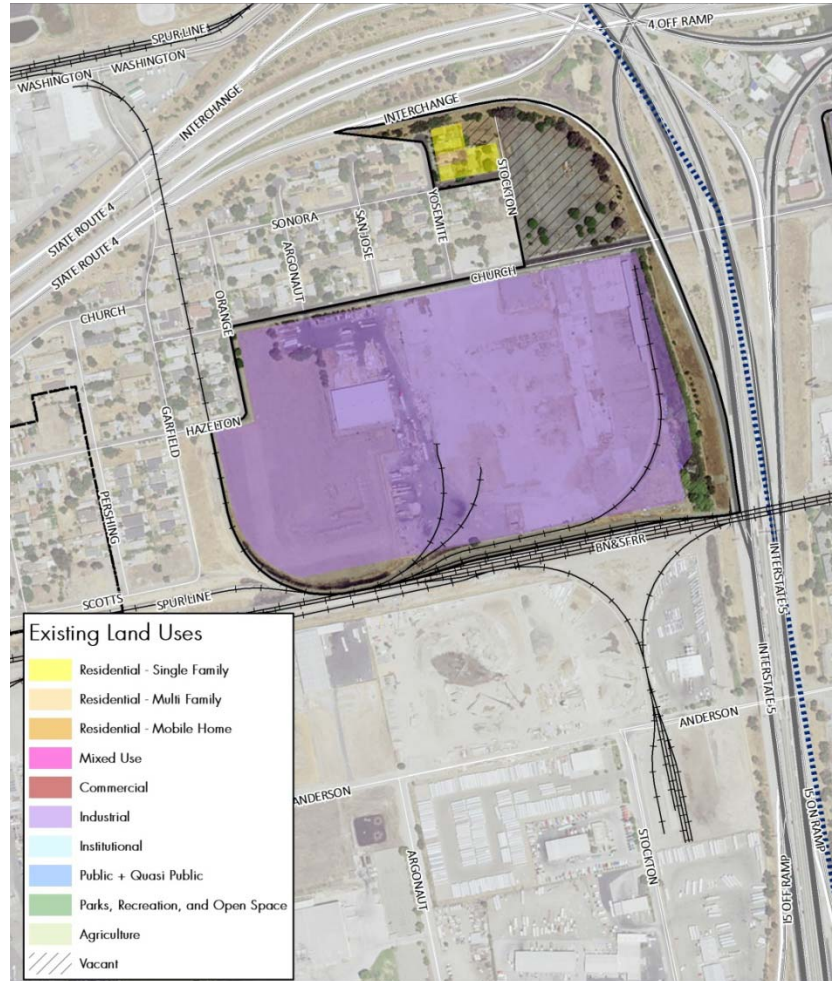 SPUR LINE
4 OFF RAMP
WASHINGTON
WASHINGTON
INTERCHANGE
INTERCHANGE
STATE ROUTE 4
STATE ROUTE 4
STOCKTON
YOSEMITE
SONORA
SAN JOSE
ARGONAUT
ORANGE
CHURCH
CHURCH
GARFIELD
HAZELTON
PERSHING
BN&SFRR
INTERSTATE 5
INTERSTATE 5
SCOTTS
SPUR LINE
ANDERSON
ANDERSON
ARGONAUT
STOCKTON
I5 OFF RAMP
I5 ON RAMP
Existing Land Uses
Residential - Single Family
Residential - Multi Family
Residential - Mobile Home
Mixed Use
Commercial
Industrial
Institutional
Public + Quasi Public
Parks, Recreation, and Open Space
Agriculture
Vacant